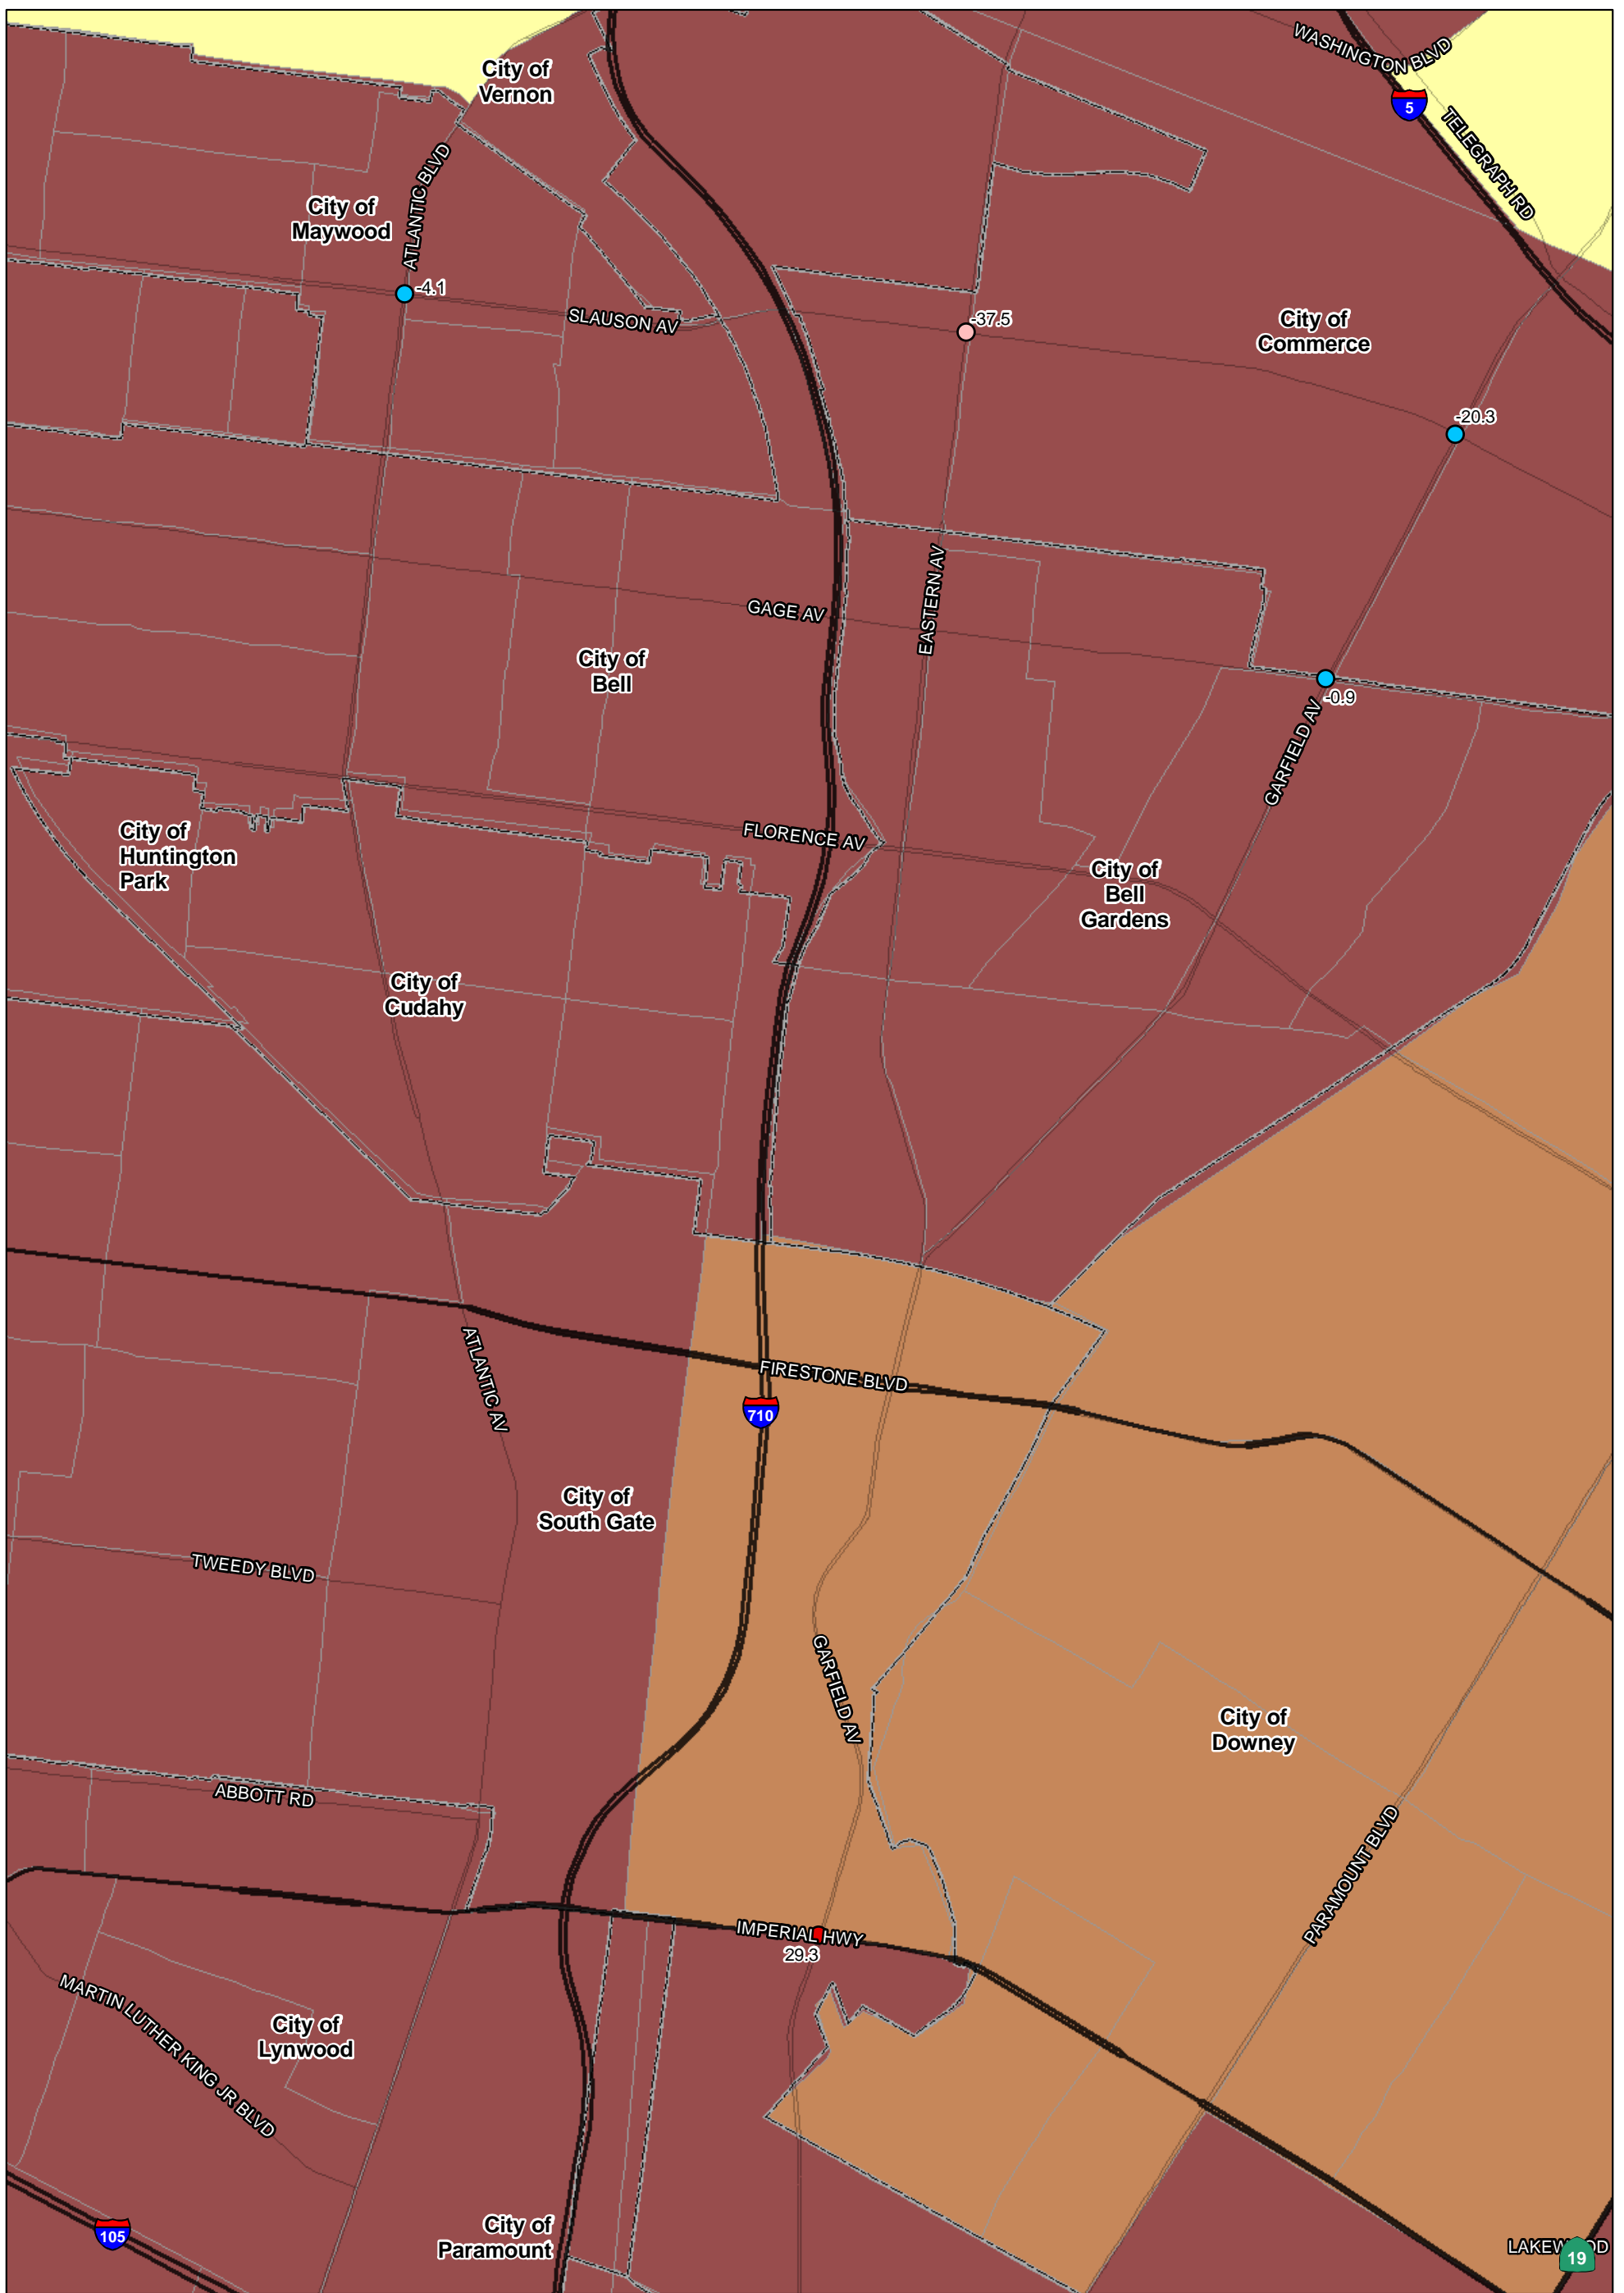 WASHINGTON BLVD
City of
Vernon
5
TELEGRAPH RD
ATLANTIC BLVD
City of
Maywood
-4.1
SLAUSON AV
-37.5
City of
Commerce
-20.3
EASTERN AV
GAGE AV
City of
Bell
-0.9
GARFIELD AV
FLORENCE AV
City of
Huntington
Park
City of
Bell
Gardens
City of
Cudahy
ATLANTIC AV
FIRESTONE BLVD
710
City of
South Gate
TWEEDY BLVD
GARFIELD AV
City of
Downey
ABBOTT RD
PARAMOUNT BLVD
IMPERIAL HWY
29.3
MARTIN LUTHER KING JR BLVD
City of
Lynwood
City of
Paramount
105
LAKEWOOD
19